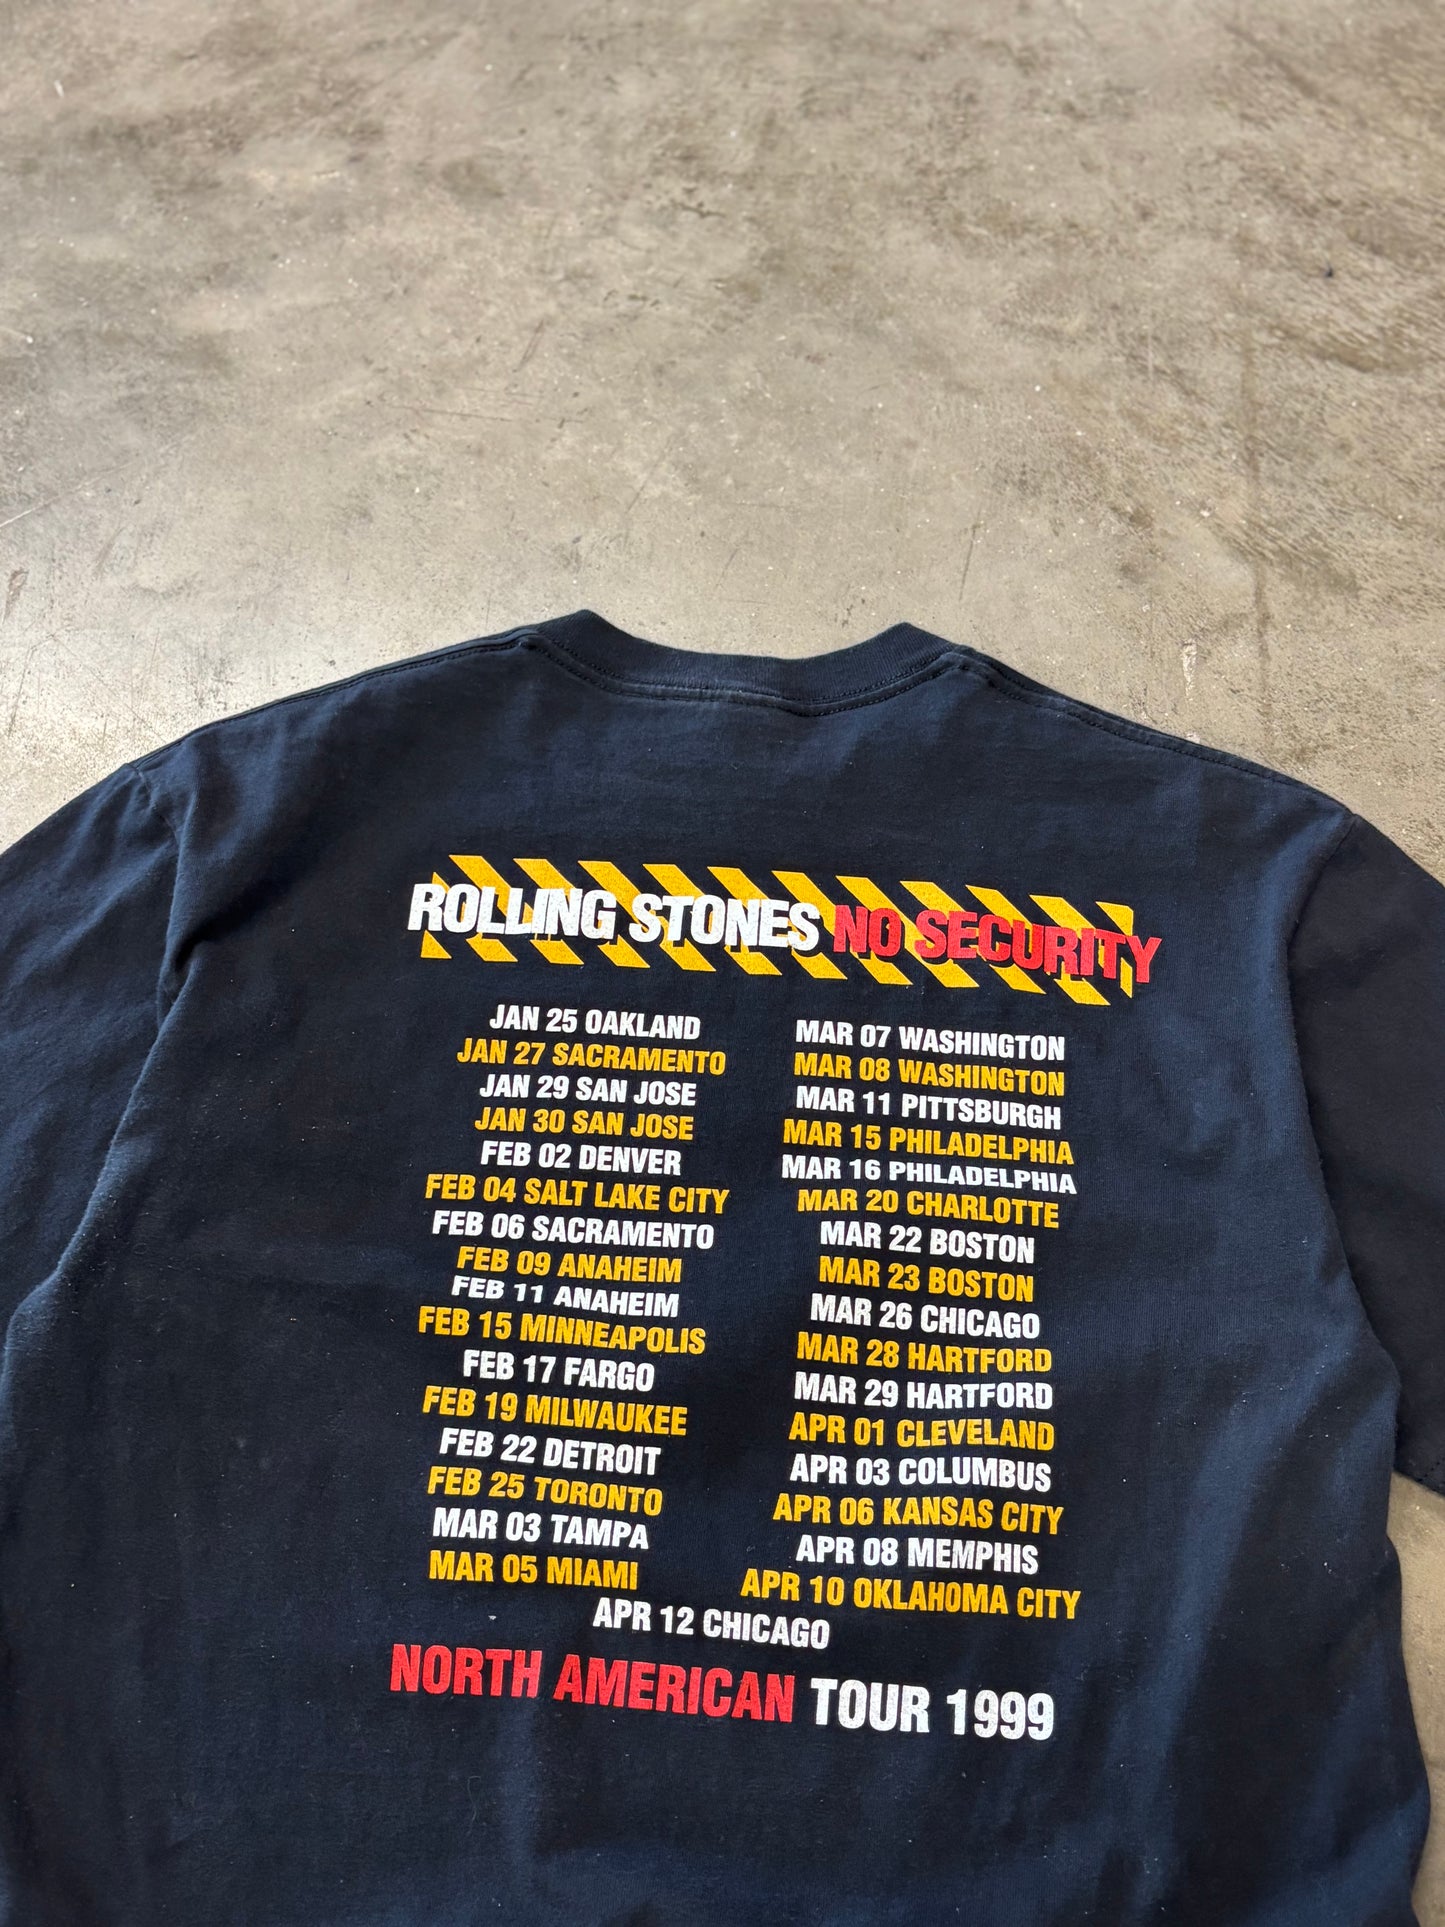 ROLLING STONES NO SECURITY
JAN 25 OAKLAND
JAN 27 SACRAMENTO
JAN 29 SAN JOSE
JAN 30 SAN JOSE
FEB 02 DENVER
FEB 04 SALT LAKE CITY
FEB 06 SACRAMENTO
FEB 09 ANAHEIM
FEB 11 ANAHEIM
FEB 15 MINNEAPOLIS
FEB 17 FARGO
FEB 19 MILWAUKEE
FEB 22 DETROIT
FEB 25 TORONTO
MAR 03 TAMPA
MAR 05 MIAMI
MAR 07 WASHINGTON
MAR 08 WASHINGTON
MAR 11 PITTSBURGH
MAR 15 PHILADELPHIA
MAR 16 PHILADELPHIA
MAR 20 CHARLOTTE
MAR 22 BOSTON
MAR 23 BOSTON
MAR 26 CHICAGO
MAR 28 HARTFORD
MAR 29 HARTFORD
APR 01 CLEVELAND
APR 03 COLUMBUS
APR 06 KANSAS CITY
APR 08 MEMPHIS
APR 10 OKLAHOMA CITY
APR 12 CHICAGO
NORTH AMERICAN TOUR 1999